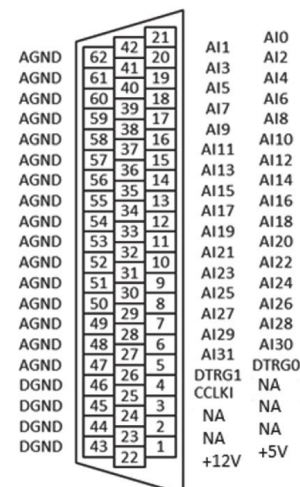 21 AI0
42 AI1
AGND 62 20 AI2
41 AI3
AGND 61 19 AI4
40 AI5
AGND 60 18 AI6
39 AI7
AGND 59 17 AI8
38 AI9
AGND 58 16 AI10
37 AI11
AGND 57 15 AI12
36 AI13
AGND 56 14 AI14
35 AI15
AGND 55 13 AI16
34 AI17
AGND 54 12 AI18
33 AI19
AGND 53 11 AI20
32 AI21
AGND 52 10 AI22
31 AI23
AGND 51 9 AI24
30 AI25
AGND 50 8 AI26
29 AI27
AGND 49 7 AI28
28 AI29
AGND 48 6 AI30
27 AI31
AGND 47 5 DTRG0
26 DTRG1
DGND 46 4 NA
25 CCLKI
DGND 45 3 NA
24 NA
DGND 44 2 NA
23 NA
DGND 43 1 +5V
22 +12V